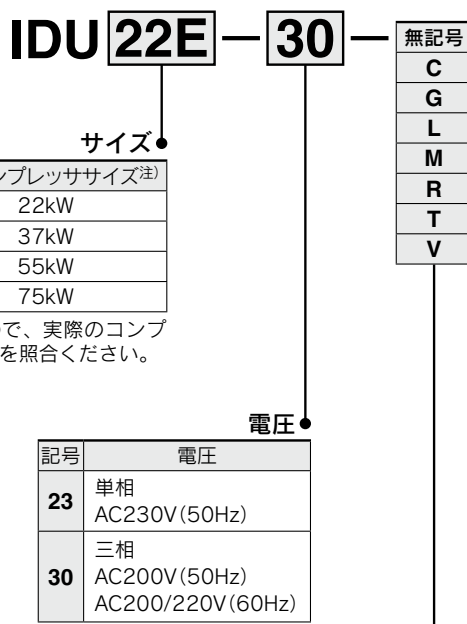 IDU 22E — 30 —
無記号
C
G
L
M
R
T
V
サイズ
ンプレッササイズ注)
22kW
37kW
55kW
75kW
で、実際のコンプ
を照合ください。
電圧
記号 電圧
23 単相
AC230V(50Hz)
30 三相
AC200V(50Hz)
AC200/220V(60Hz)